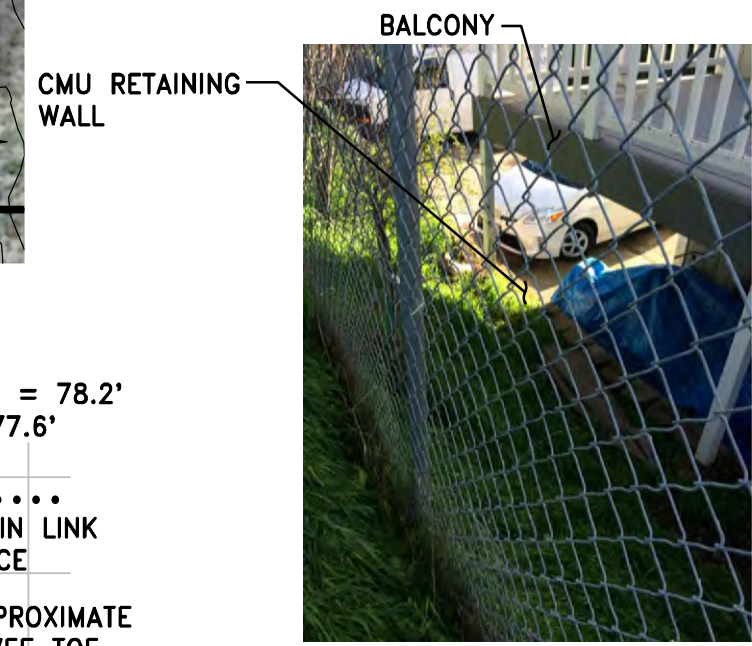 BALCONY
CMU RETAINING
WALL
= 78.2'
77.6'
IN LINK
CE
PROXIMATE